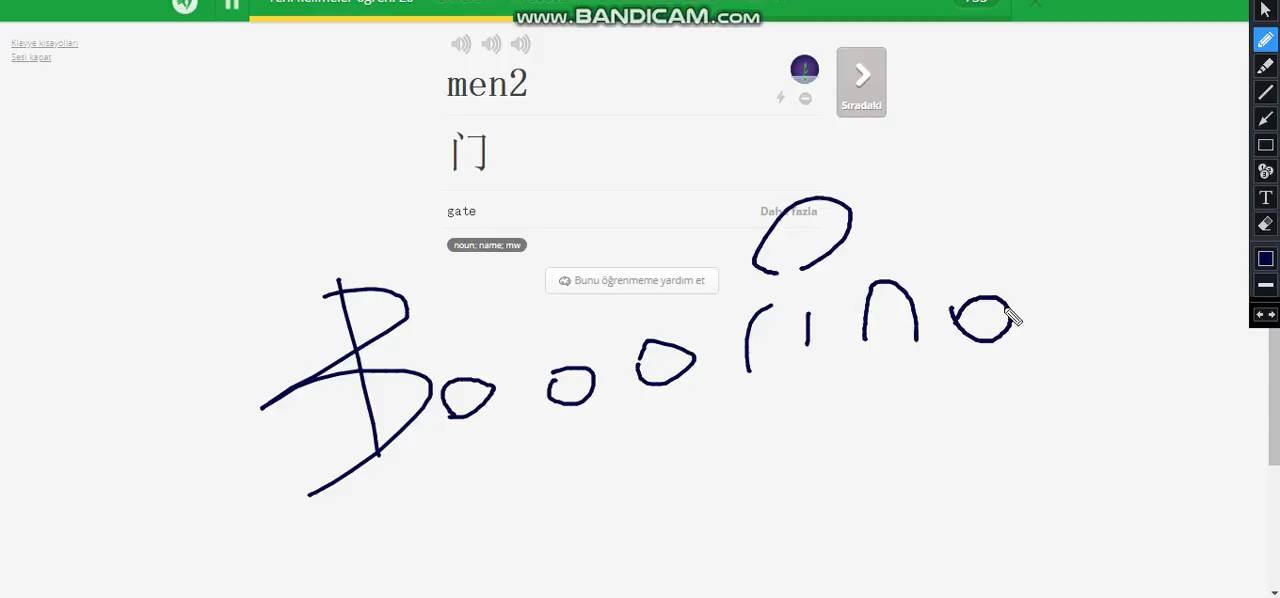 www.BANDICAM.com
Klavye kısayolları
Sesi kapat
men2
Sıradaki
门
gate
Daha fazla
noun; name; mw
Bunu öğrenmeme yardım et
Booorino
T